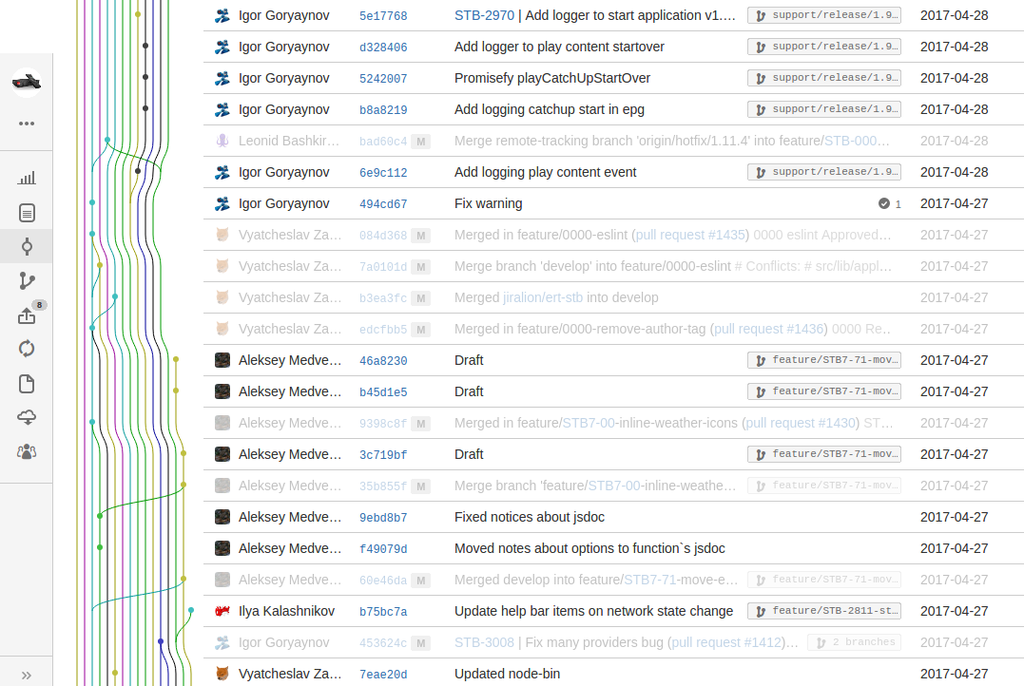 Igor Goryaynov 5e17768 STB-2970 | Add logger to start application v1.… support/release/1.9… 2017-04-28
Igor Goryaynov d328406 Add logger to play content startover support/release/1.9… 2017-04-28
Igor Goryaynov 5242007 Promisefy playCatchUpStartOver support/release/1.9… 2017-04-28
Igor Goryaynov b8a8219 Add logging catchup start in epg support/release/1.9… 2017-04-28
Leonid Bashkir… bad60c4 M Merge remote-tracking branch 'origin/hotfix/1.11.4' into feature/STB-000… 2017-04-28
Igor Goryaynov 6e9c112 Add logging play content event support/release/1.9… 2017-04-28
Igor Goryaynov 494cd67 Fix warning 1 2017-04-27
Vyatcheslav Za… 084d368 M Merged in feature/0000-eslint (pull request #1435) 0000 eslint Approved… 2017-04-27
Vyatcheslav Za… 7a0101d M Merge branch 'develop' into feature/0000-eslint # Conflicts: # src/lib/appl… 2017-04-27
Vyatcheslav Za… b3ea3fc M Merged jiralion/ert-stb into develop 2017-04-27
Vyatcheslav Za… edcfbb5 M Merged in feature/0000-remove-author-tag (pull request #1436) 0000 Re… 2017-04-27
8
Aleksey Medve… 46a8230 Draft feature/STB7-71-mov… 2017-04-27
Aleksey Medve… b45d1e5 Draft feature/STB7-71-mov… 2017-04-27
Aleksey Medve… 9398c8f M Merged in feature/STB7-00-inline-weather-icons (pull request #1430) ST… 2017-04-27
Aleksey Medve… 3c719bf Draft feature/STB7-71-mov… 2017-04-27
Aleksey Medve… 35b855f M Merge branch 'feature/STB7-00-inline-weathe… feature/STB7-71-mov… 2017-04-27
Aleksey Medve… 9ebd8b7 Fixed notices about jsdoc 2017-04-27
Aleksey Medve… f49079d Moved notes about options to function`s jsdoc 2017-04-27
Aleksey Medve… 60e46da M Merged develop into feature/STB7-71-move-e… feature/STB7-71-mov… 2017-04-27
Ilya Kalashnikov b75bc7a Update help bar items on network state change feature/STB-2811-st… 2017-04-27
Igor Goryaynov 453624c M STB-3008 | Fix many providers bug (pull request #1412)… 2 branches 2017-04-27
Vyatcheslav Za… 7eae20d Updated node-bin 2017-04-27